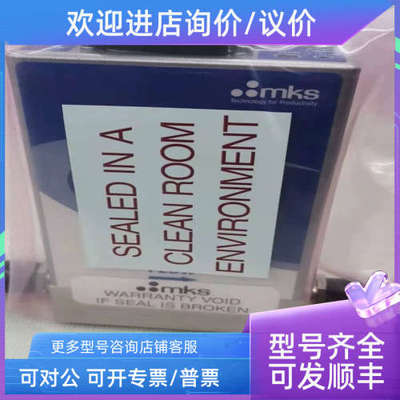 欢迎进店询价/议价
mks
Technology for Productivity
SEALED IN A
CLEAN ROOM
ENVIRONMENT
mks
WARRANTY VOID
IF SEAL IS BROKEN
更多型号咨询店铺客服
可对公 可开专票/普票
型号齐全
可发顺丰